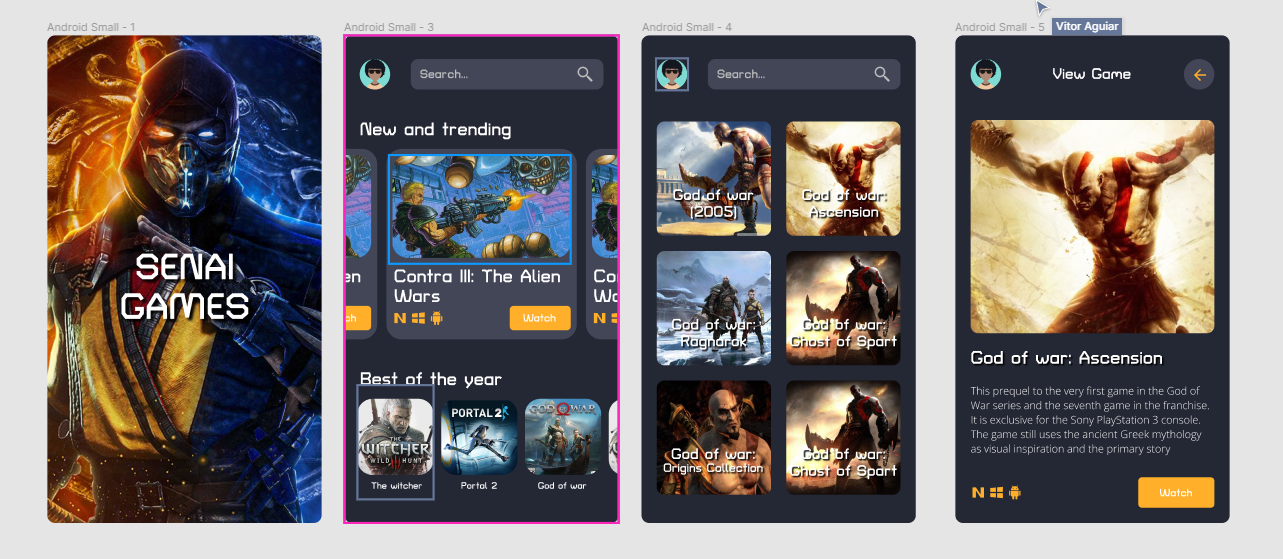 Android Small - 1
Android Small - 3
Android Small - 4
Android Small - 5
Vitor Aguiar
SENAI
GAMES
Search...
New and trending
en
Contra III: The Alien
Wars
Co
Wa
ch
N
Watch
N
Best of the year
THE
WITCHER
WILD HUNT
PORTAL 2
GOD OF WAR
The witcher
Portal 2
God of war
Search...
God of war
(2005)
God of war:
Ascension
God of war:
Ragnarok
God of war:
Ghost of Spart
God of war:
Origins Collection
God of war:
Ghost of Spart
View Game
God of war: Ascension
This prequel to the very first game in the God of
War series and the seventh game in the franchise.
It is exclusive for the Sony PlayStation 3 console.
The game still uses the ancient Greek mythology
as visual inspiration and the primary story
N
Watch